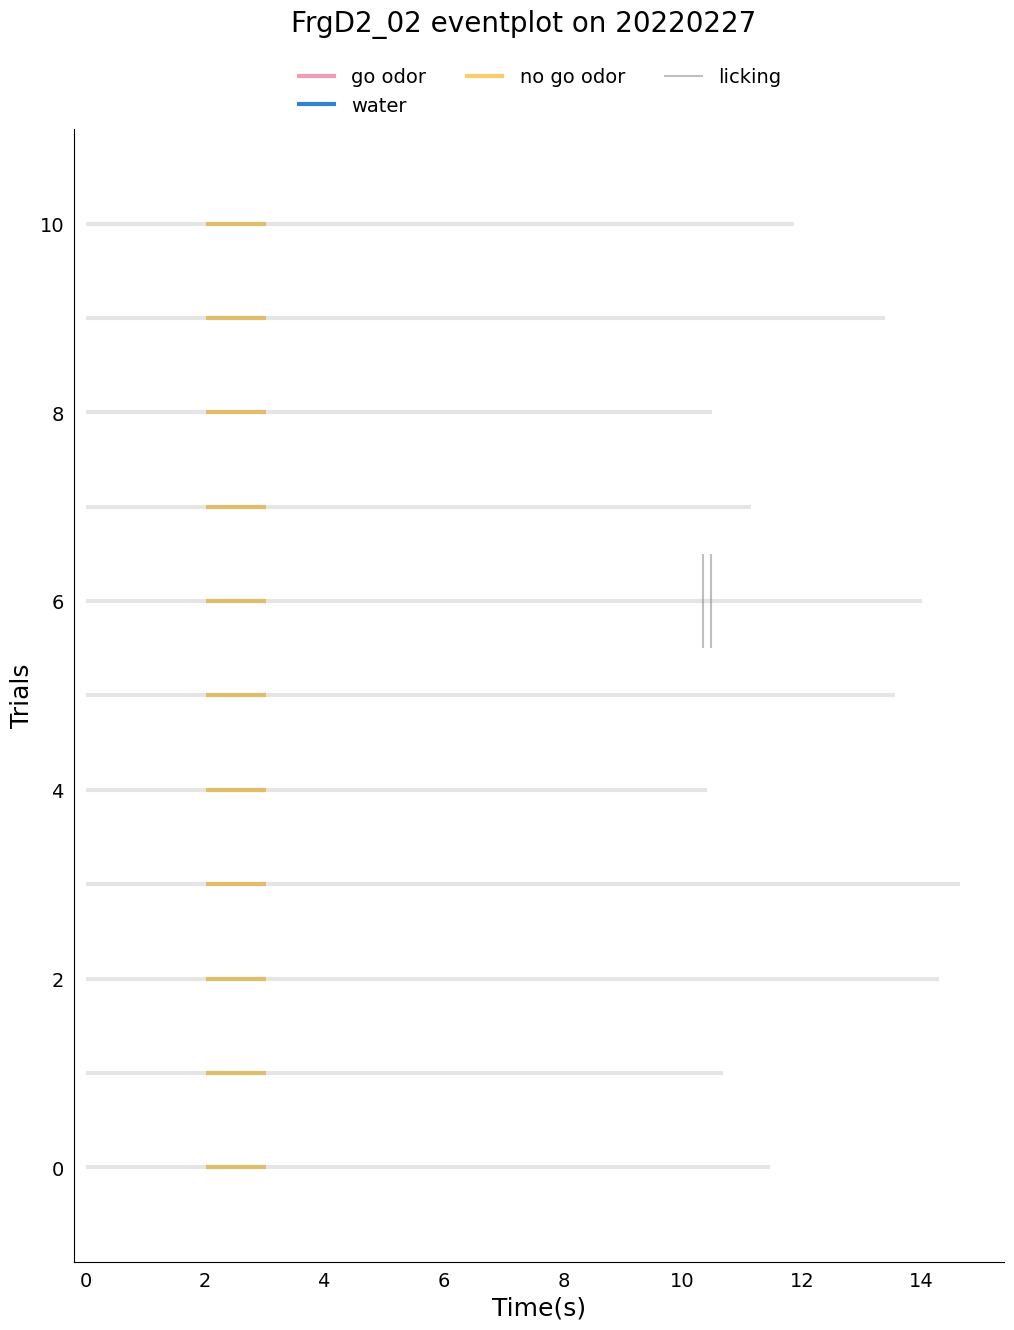 FrgD2_02 eventplot on 20220227
go odor no go odor licking
water
10
8
6
4
2
0
Trials
0 2 4 6 8 10 12 14
Time(s)